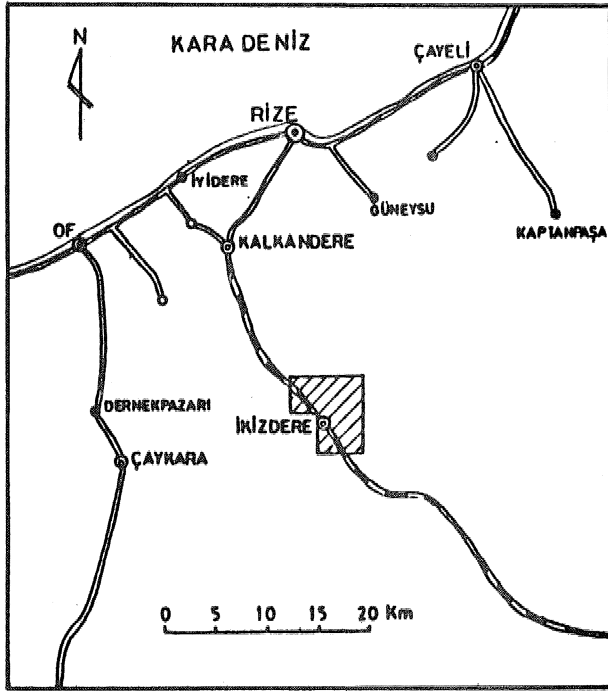 N
KARA DENİZ
ÇAYELİ
RİZE
İYİDERE
GÜNEYSU
KAPTANPAŞA
OF
KALKANDERE
DERNEKPAZARI
İKİZDERE
ÇAYKARA
0 5 10 15 20 Km